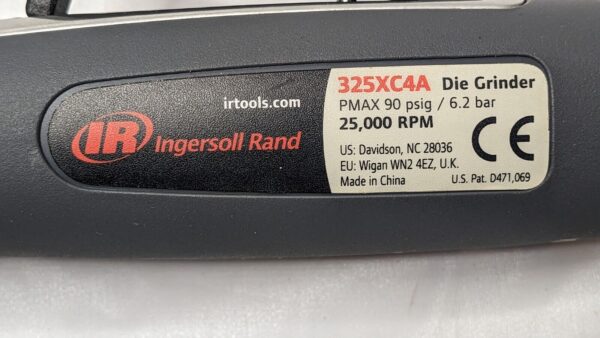 irtools.com
IR Ingersoll Rand
325XC4A Die Grinder
PMAX 90 psig / 6.2 bar
25,000 RPM
CE
US: Davidson, NC 28036
EU: Wigan WN2 4EZ, U.K.
Made in China U.S. Pat. D471,069